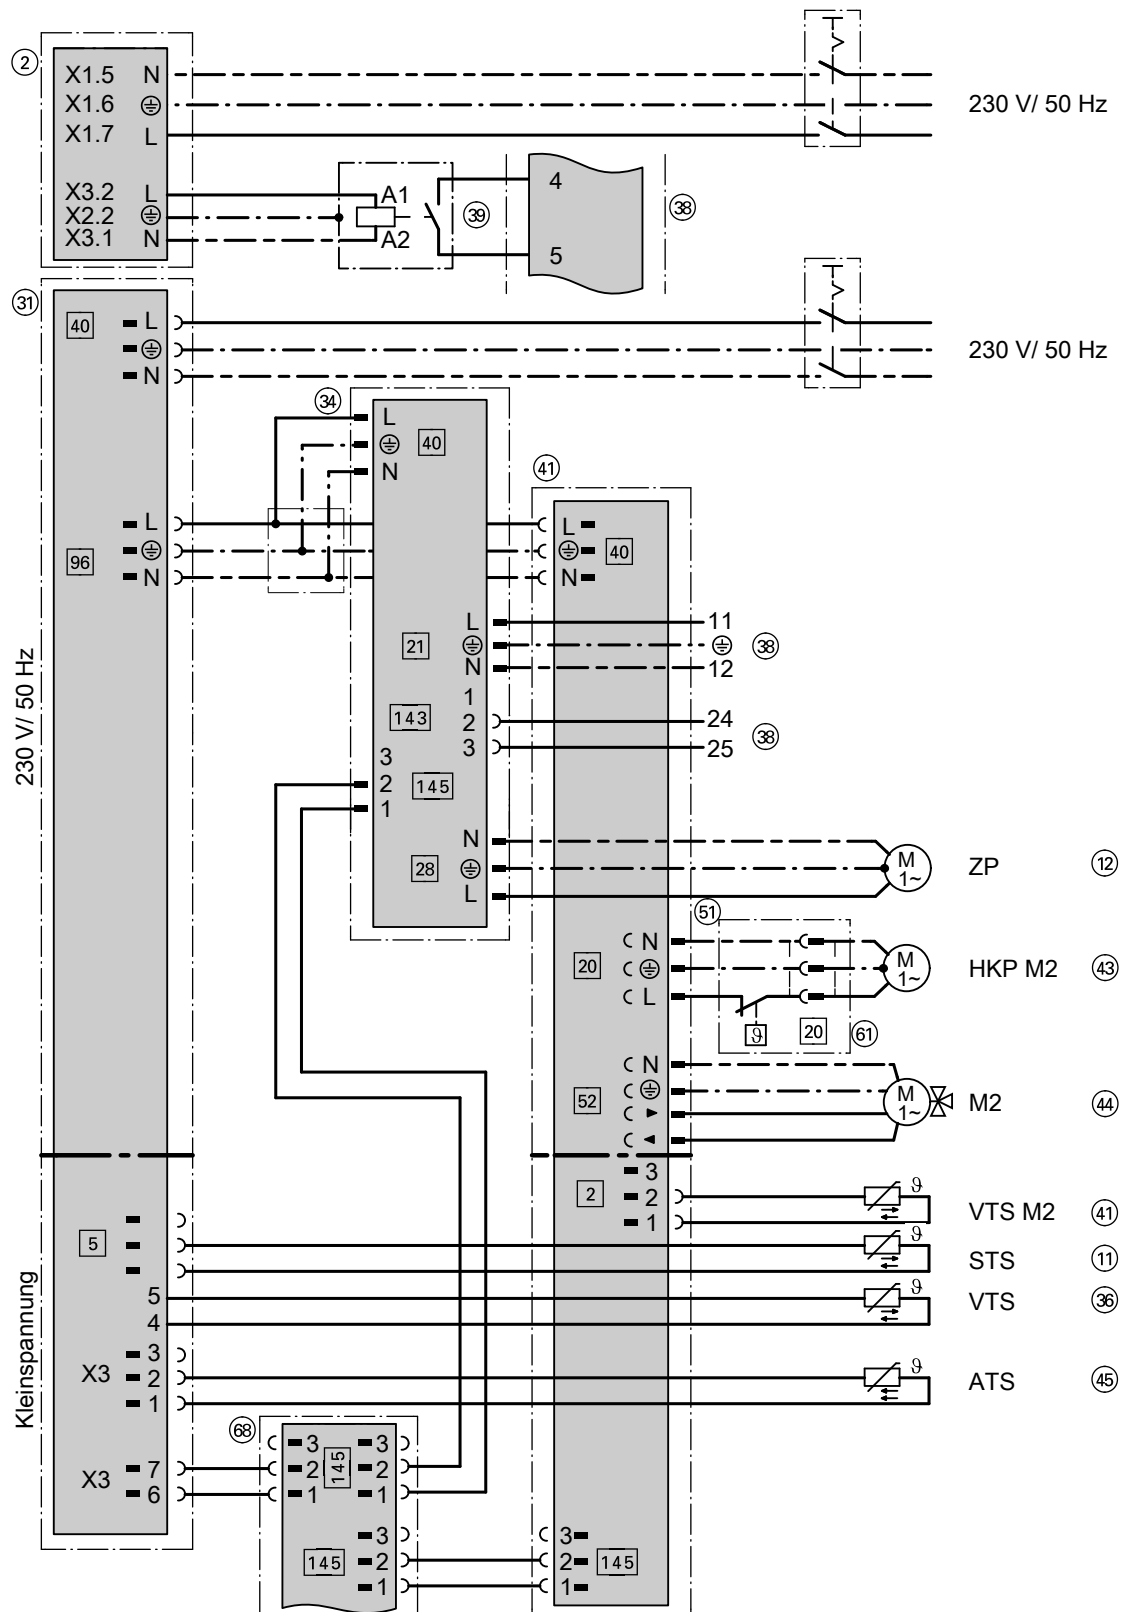 2
X1.5 N
X1.6
X1.7 L
230 V/ 50 Hz
X3.2 L
X2.2
X3.1 N
A1
A2
39
4
5
38
31
40
L
N
230 V/ 50 Hz
34
L
40
N
41
96
L
N
L
40
N
230 V/ 50 Hz
21
L
N
11
12
38
143
1
2
3
24
25
38
3
2
1
145
28
N
L
M
1~
ZP
12
51
20
N
L
ϑ
20
61
M
1~
HKP M2
43
52
N
M
1~
M2
44
2
3
2
1
ϑ
VTS M2
41
Kleinspannung
5
ϑ
STS
11
5
4
ϑ
VTS
36
X3
3
2
1
ϑ
ATS
45
68
X3
7
6
3
2
1
145
3
2
1
145
3
2
1
3
2
1
145